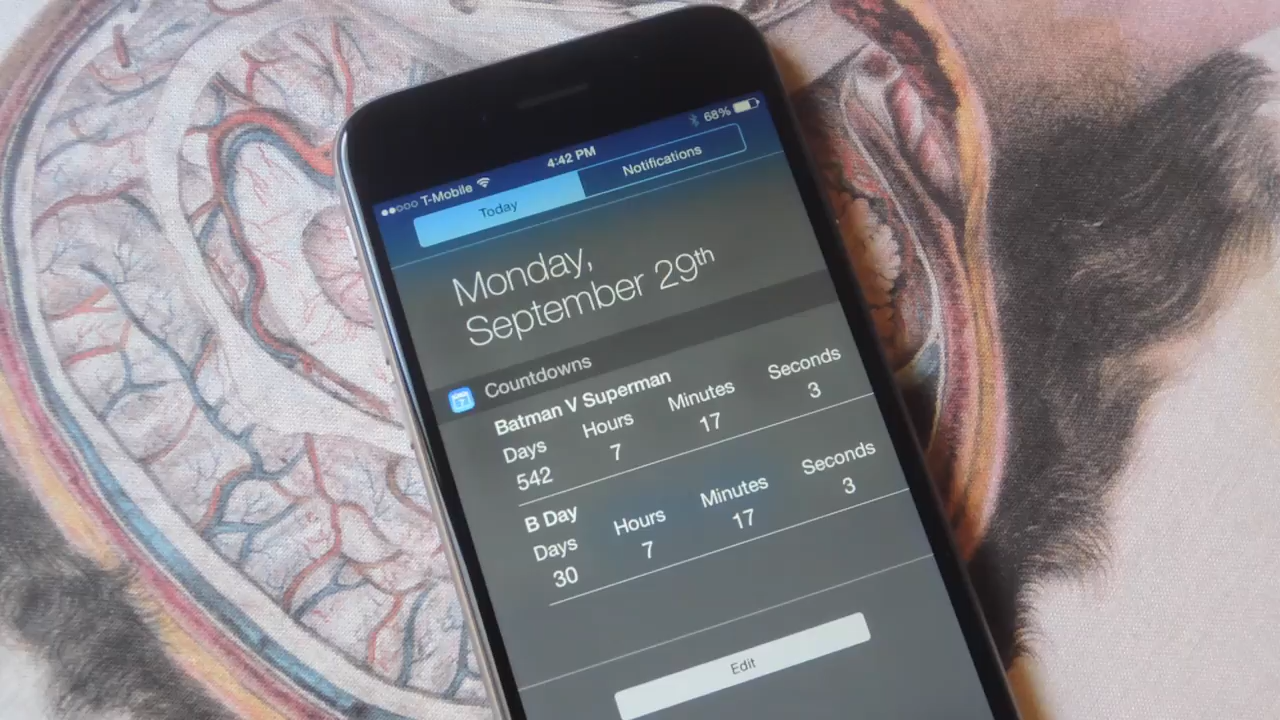 T-Mobile 4:42 PM 68%
Today Notifications
Monday,
September 29th
Countdowns
Batman V Superman
Days Hours Minutes Seconds
542 7 17 3
B Day
Days Hours Minutes Seconds
30 7 17 3
Edit